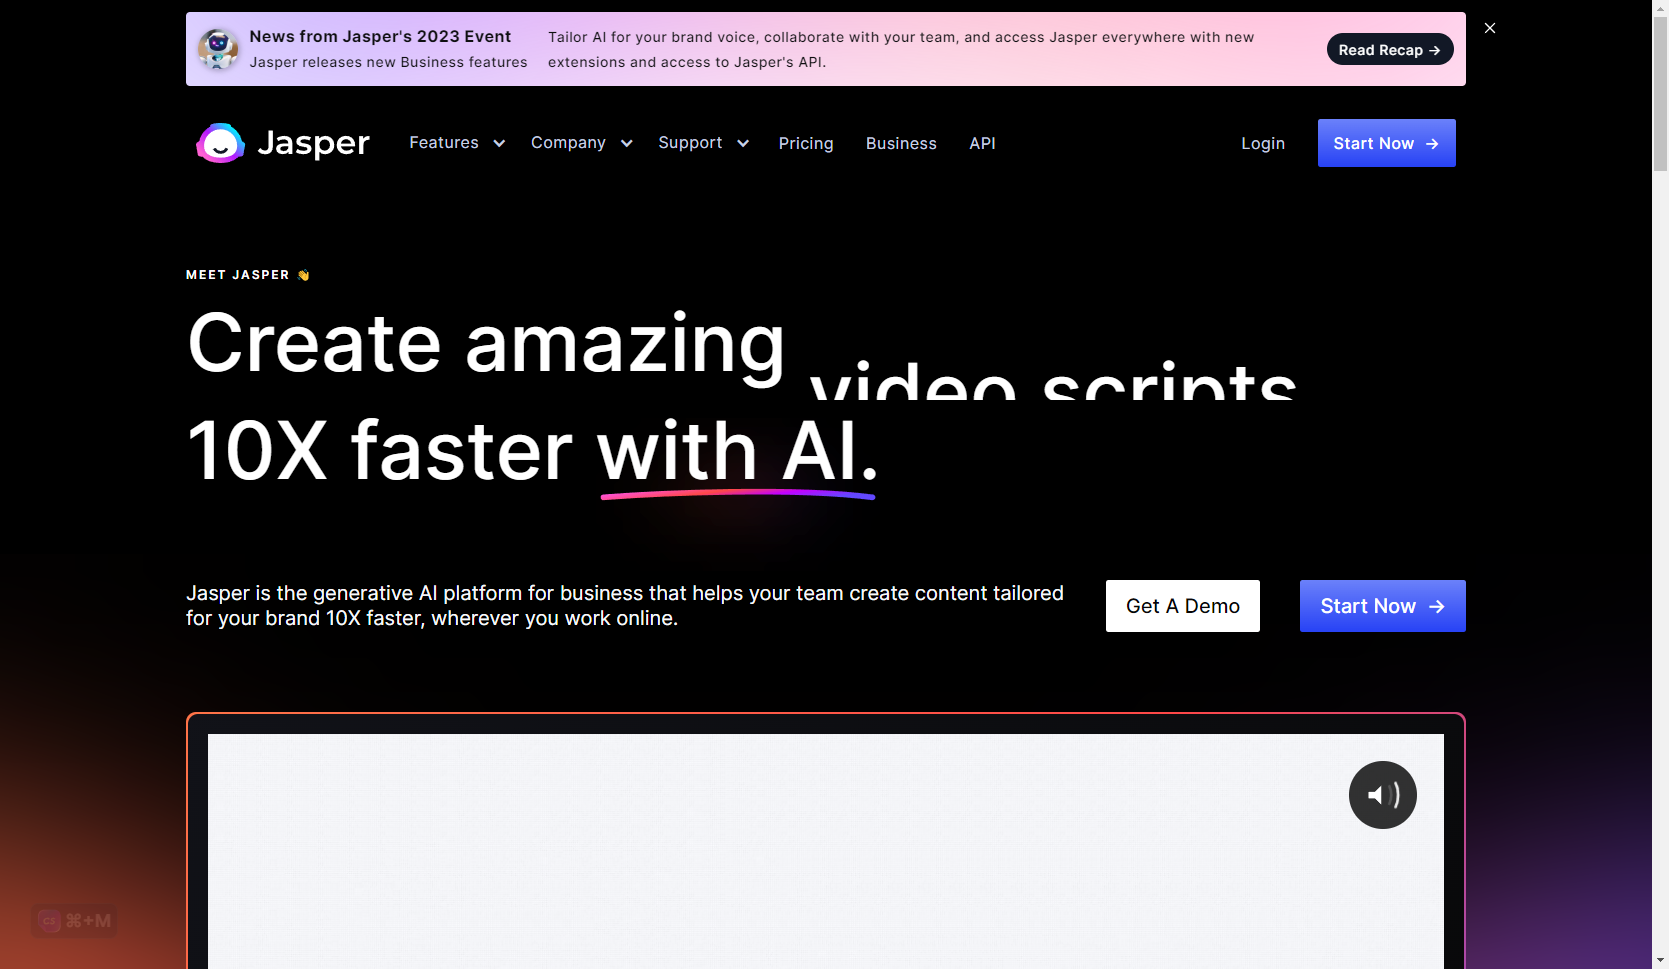 News from Jasper's 2023 Event
Jasper releases new Business features
Tailor AI for your brand voice, collaborate with your team, and access Jasper everywhere with new
extensions and access to Jasper's API.
Read Recap →
Jasper
Features
Company
Support
Pricing
Business
API
Login
Start Now →
MEET JASPER 👋
Create amazing video scripts
10X faster with AI.
Jasper is the generative AI platform for business that helps your team create content tailored
for your brand 10X faster, wherever you work online.
Get A Demo
Start Now →
⌘+M